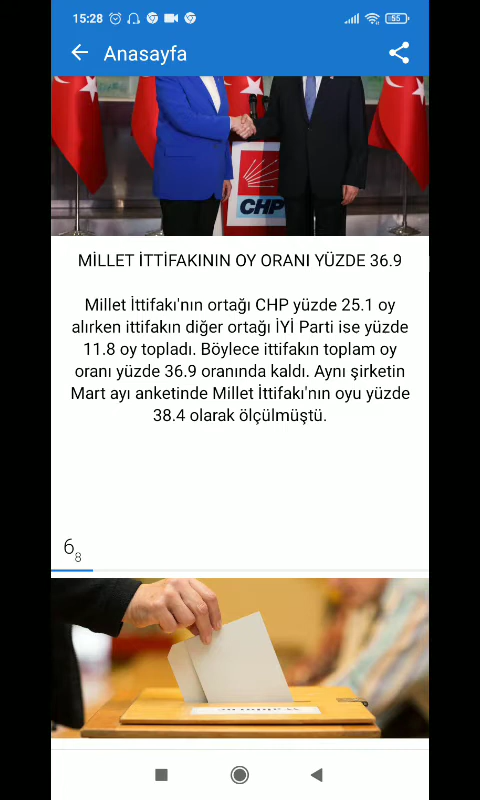 15:28
55
Anasayfa
CHP
MİLLET İTTİFAKININ OY ORANI YÜZDE 36.9
Millet İttifakı'nın ortağı CHP yüzde 25.1 oy
alırken ittifakın diğer ortağı İYİ Parti ise yüzde
11.8 oy topladı. Böylece ittifakın toplam oy
oranı yüzde 36.9 oranında kaldı. Aynı şirketin
Mart ayı anketinde Millet İttifakı'nın oyu yüzde
38.4 olarak ölçülmüştü.
6
8